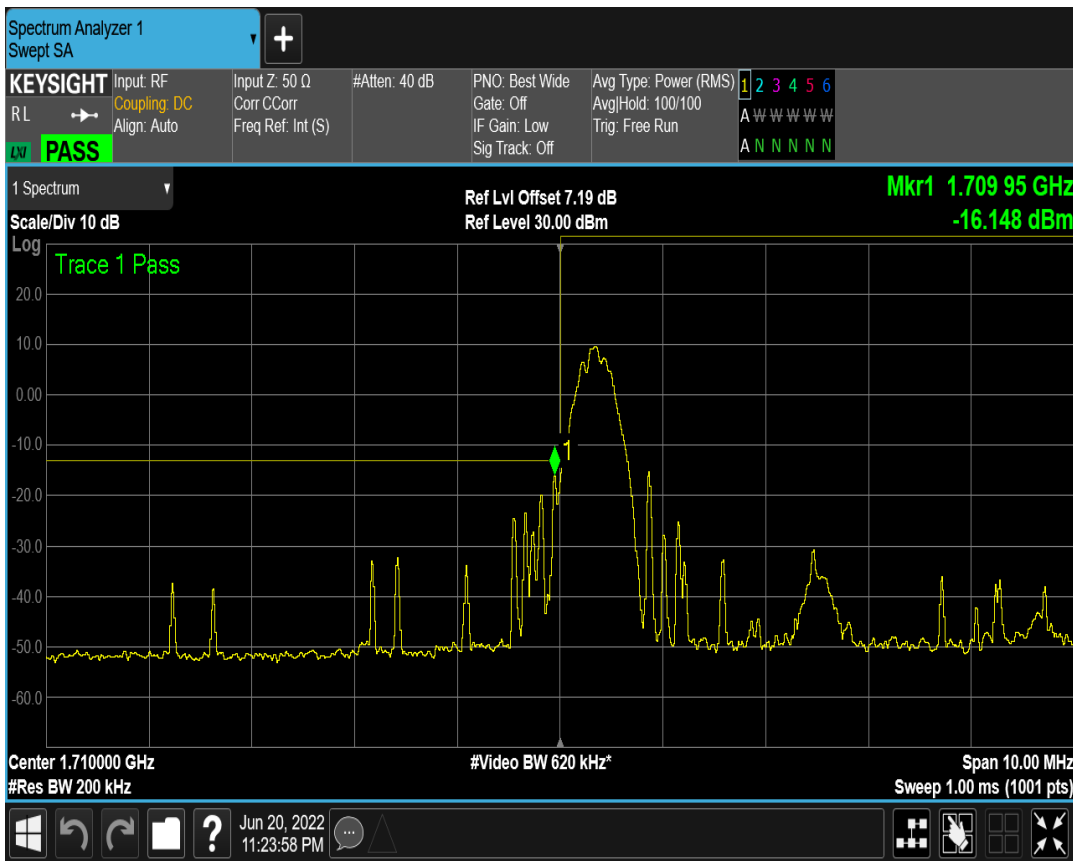 Spectrum Analyzer 1
Swept SA
+
KEYSIGHT
RL
LXI PASS
Input: RF
Coupling: DC
Align: Auto
Input Z: 50 Ω
Corr CCorr
Freq Ref: Int (S)
#Atten: 40 dB
PNO: Best Wide
Gate: Off
IF Gain: Low
Sig Track: Off
Avg Type: Power (RMS)
Avg|Hold: 100/100
Trig: Free Run
1 2 3 4 5 6
A W W W W W
A N N N N N
1 Spectrum
Scale/Div 10 dB
Ref Lvl Offset 7.19 dB
Ref Level 30.00 dBm
Mkr1 1.709 95 GHz
-16.148 dBm
Log
Trace 1 Pass
20.0
10.0
0.00
-10.0
-20.0
-30.0
-40.0
-50.0
-60.0
1
Center 1.710000 GHz
#Res BW 200 kHz
#Video BW 620 kHz*
Span 10.00 MHz
Sweep 1.00 ms (1001 pts)
?
Jun 20, 2022
11:23:58 PM